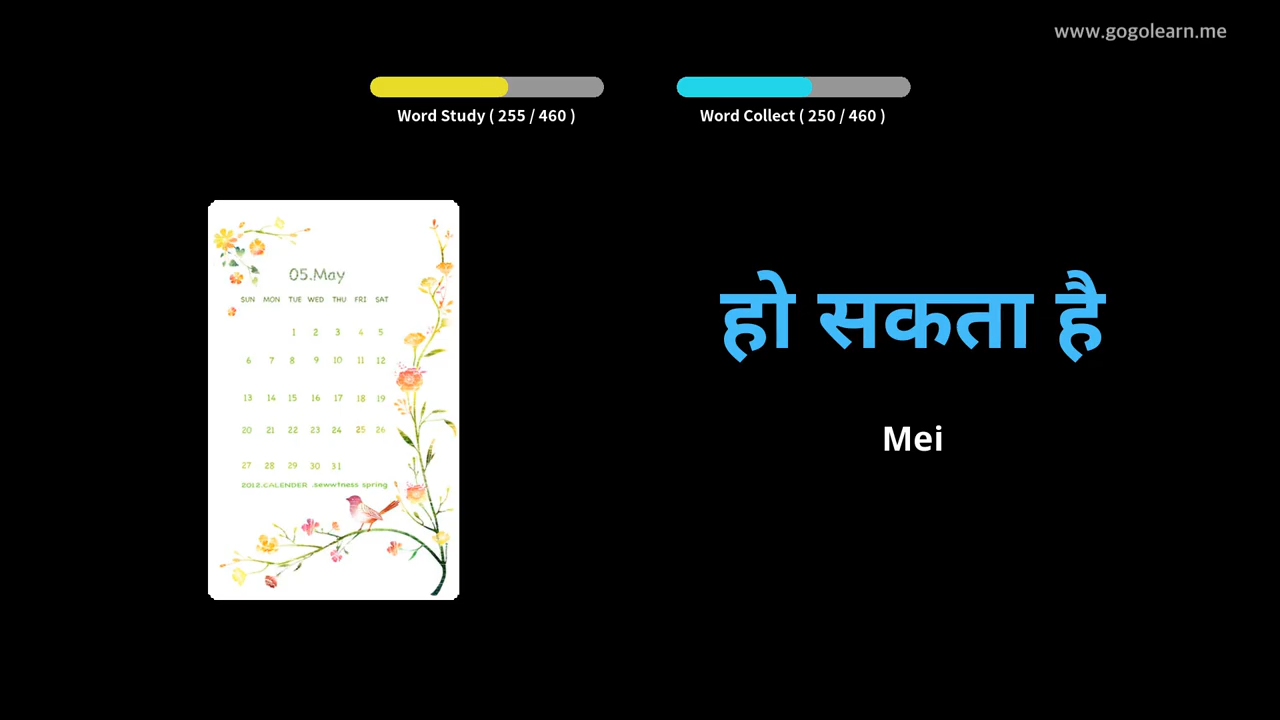 www.gogolearn.me
Word Study ( 255 / 460 )
Word Collect ( 250 / 460 )
05.May
SUN MON TUE WED THU FRI SAT
1 2 3 4 5
6 7 8 9 10 11 12
13 14 15 16 17 18 19
20 21 22 23 24 25 26
27 28 29 30 31
CALENDER spring
हो सकता है
Mei